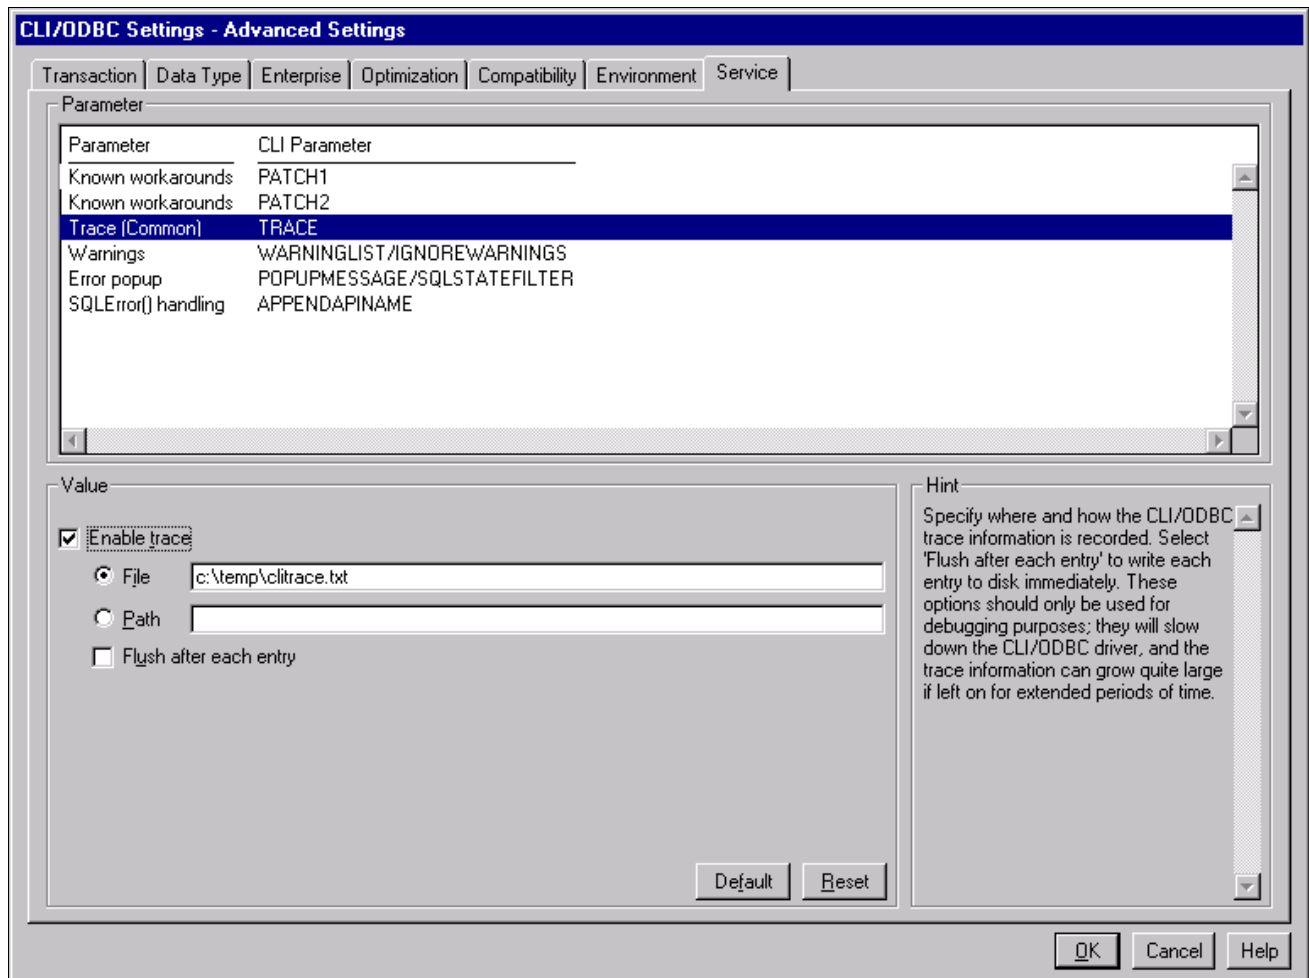 CLI/ODBC Settings - Advanced Settings
Transaction Data Type Enterprise Optimization Compatibility Environment Service
Parameter
Parameter CLI Parameter
Known workarounds PATCH1
Known workarounds PATCH2
Trace (Common) TRACE
Warnings WARNINGLIST/IGNOREWARNINGS
Error popup POPUPMESSAGE/SQLSTATEFILTER
SQLError() handling APPENDAPINAME
Value
Enable trace
File c:\temp\clitrace.txt
Path
Flush after each entry
Default Reset
Hint
Specify where and how the CLI/ODBC
trace information is recorded. Select
'Flush after each entry' to write each
entry to disk immediately. These
options should only be used for
debugging purposes; they will slow
down the CLI/ODBC driver, and the
trace information can grow quite large
if left on for extended periods of time.
OK Cancel Help